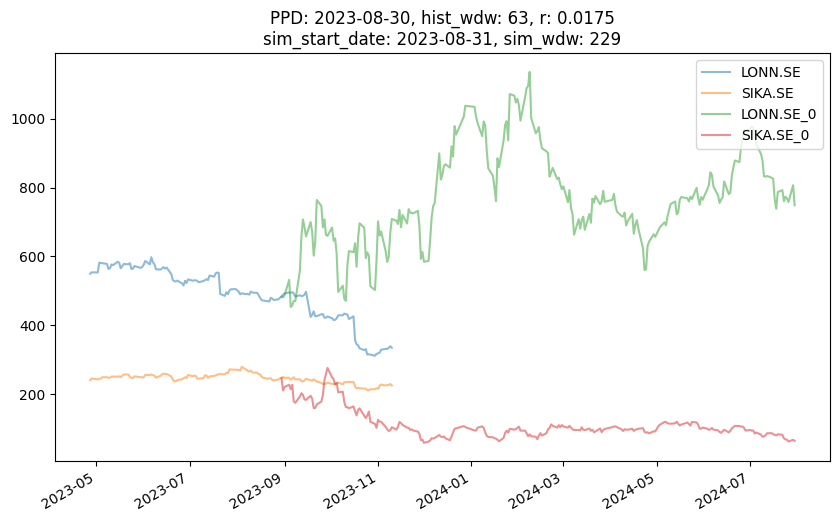 PPD: 2023-08-30, hist_wdw: 63, r: 0.0175
sim_start_date: 2023-08-31, sim_wdw: 229
LONN.SE
SIKA.SE
LONN.SE_0
SIKA.SE_0
1000
800
600
400
200
2023-05
2023-07
2023-09
2023-11
2024-01
2024-03
2024-05
2024-07